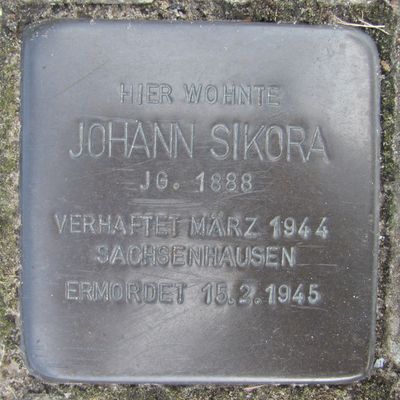 HIER WOHNTE
JOHANN SIKORA
JG. 1888
VERHAFTET MÄRZ 1944
SACHSENHAUSEN
ERMORDET 15.2.1945